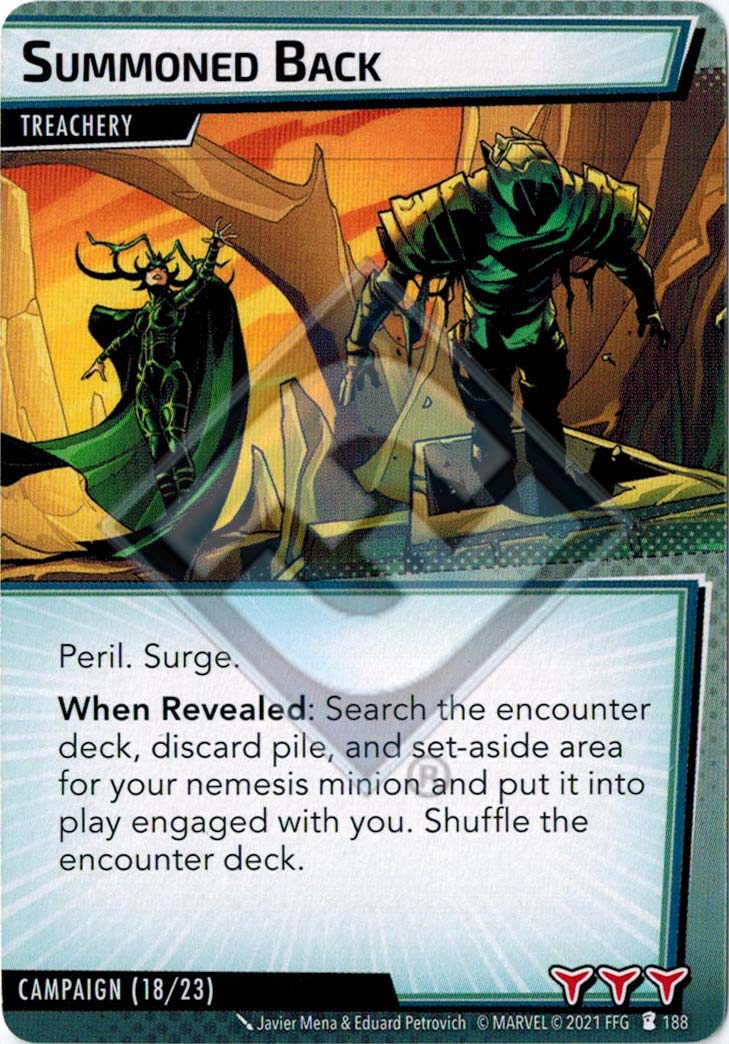 SUMMONED BACK
TREACHERY
Peril. Surge.
When Revealed: Search the encounter
deck, discard pile, and set-aside area
for your nemesis minion and put it into
play engaged with you. Shuffle the
encounter deck.
®
CAMPAIGN (18/23)
Javier Mena & Eduard Petrovich © MARVEL © 2021 FFG 188